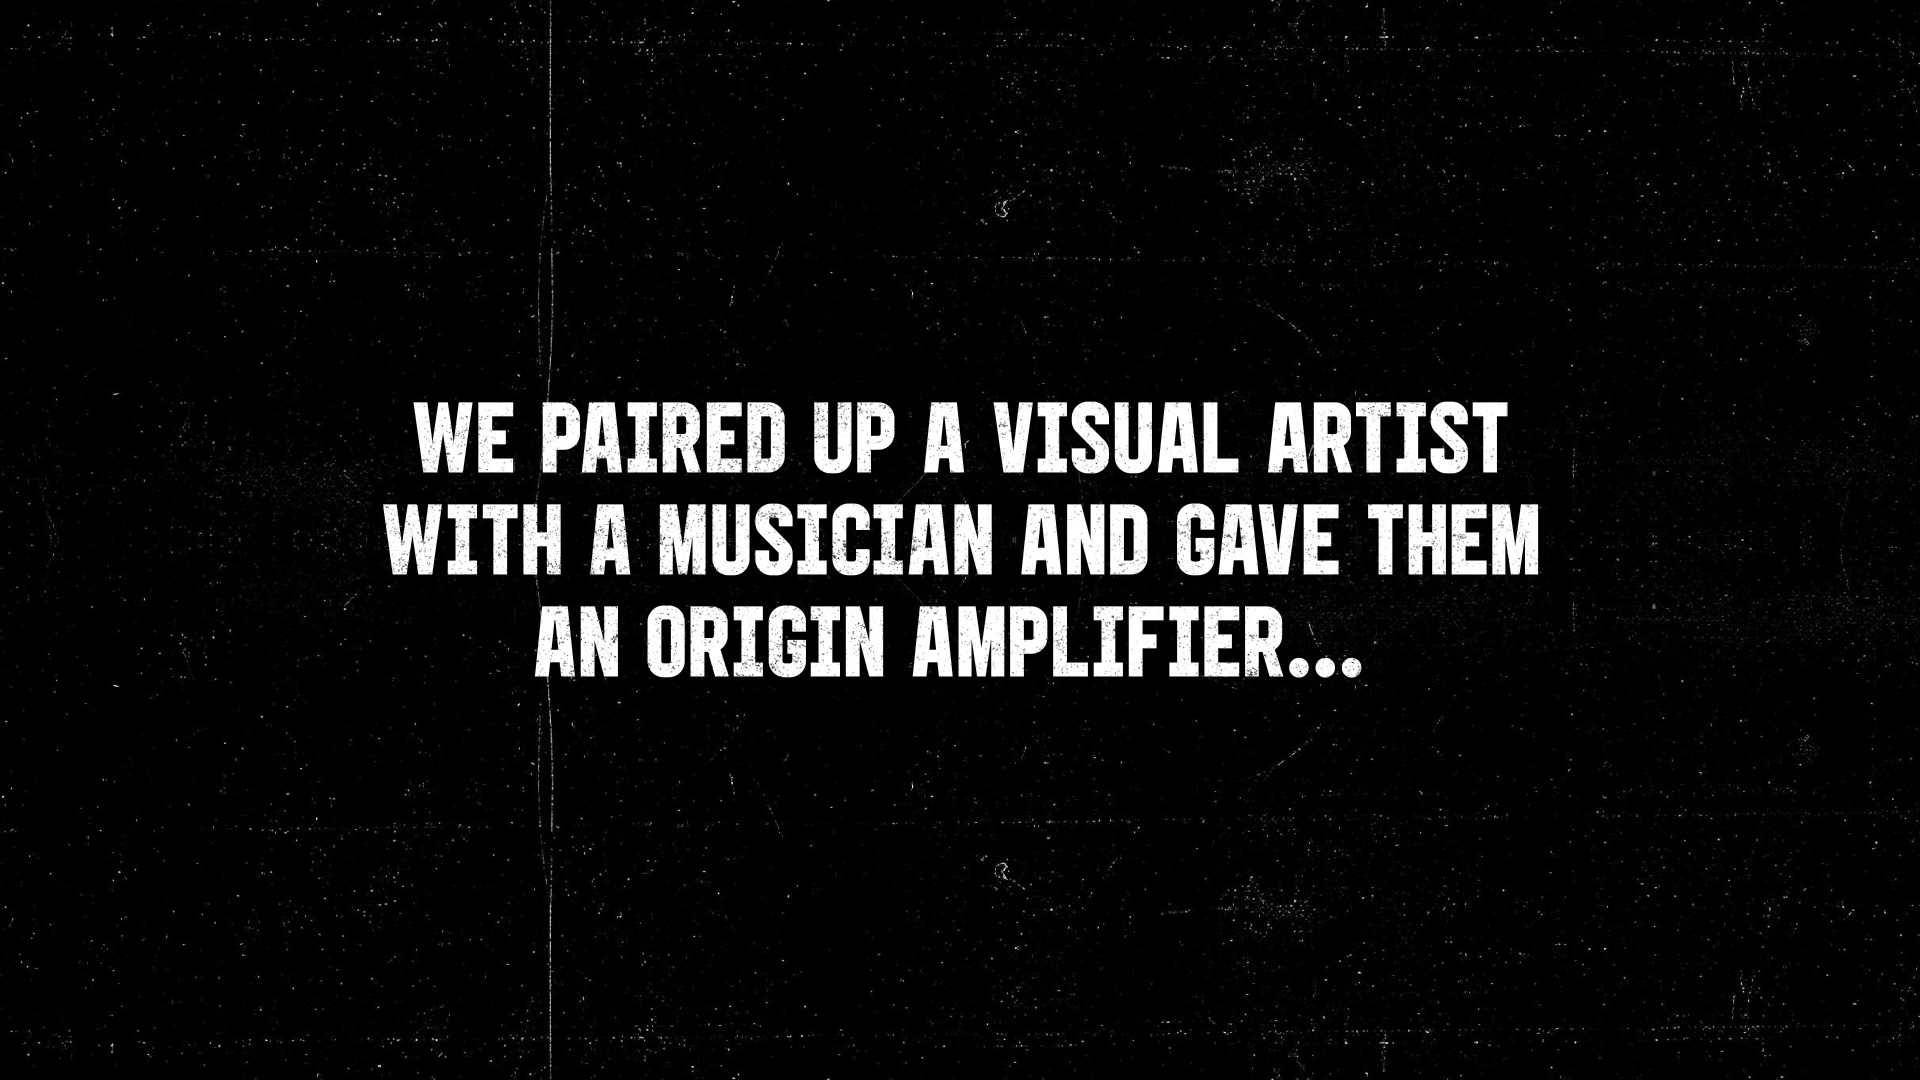 WE PAIRED UP A VISUAL ARTIST
WITH A MUSICIAN AND GAVE THEM
AN ORIGIN AMPLIFIER...